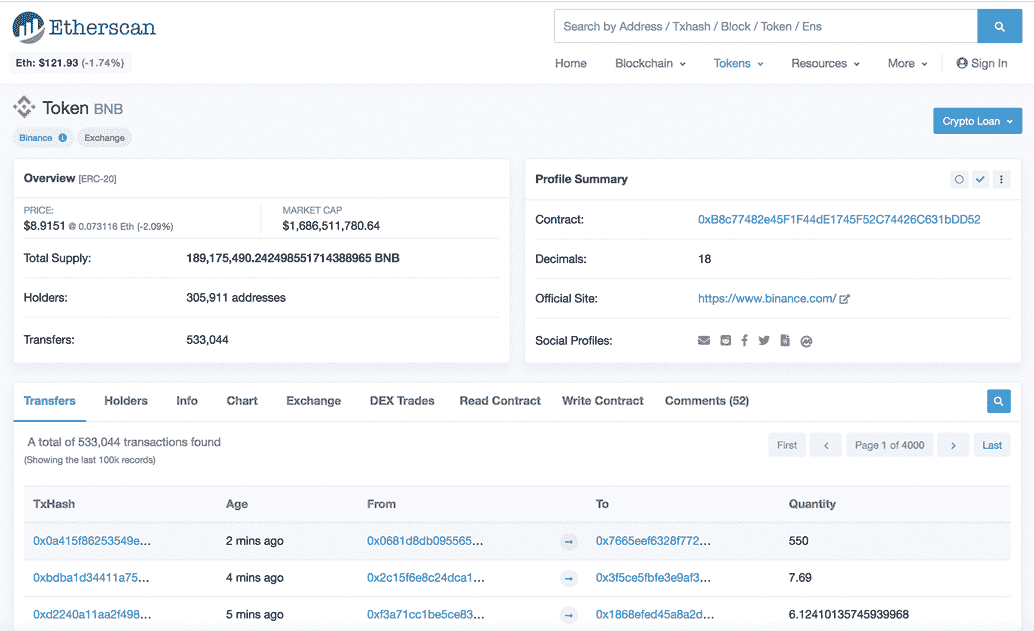 Etherscan
Search by Address / Txhash / Block / Token / Ens
Eth: $121.93 (-1.74%)
Home Blockchain Tokens Resources More Sign In
Token BNB
Crypto Loan
Binance Exchange
Overview [ERC-20]
Profile Summary
PRICE: MARKET CAP
$8.9151 @ 0.073116 Eth (-2.09%) $1,686,511,780.64
Contract: 0xB8c77482e45F1F44dE1745F52C74426C631bDD52
Total Supply: 189,175,490.242498551714388965 BNB
Decimals: 18
Holders: 305,911 addresses
Official Site: https://www.binance.com/
Transfers: 533,044
Social Profiles:
Transfers Holders Info Chart Exchange DEX Trades Read Contract Write Contract Comments (52)
A total of 533,044 transactions found
(Showing the last 100k records)
First Page 1 of 4000 Last
TxHash Age From To Quantity
0x0a415f86253549e... 2 mins ago 0x0681d8db095565... 0x7665eef6328f772... 550
0xbdba1d34411a75... 4 mins ago 0x2c15f6e8c24dca1... 0x3f5ce5fbfe3e9af3... 7.69
0xd2240a11aa2f498... 5 mins ago 0xf3a71cc1be5ce83... 0x1868efed45a8a2d... 6.12410135745939968